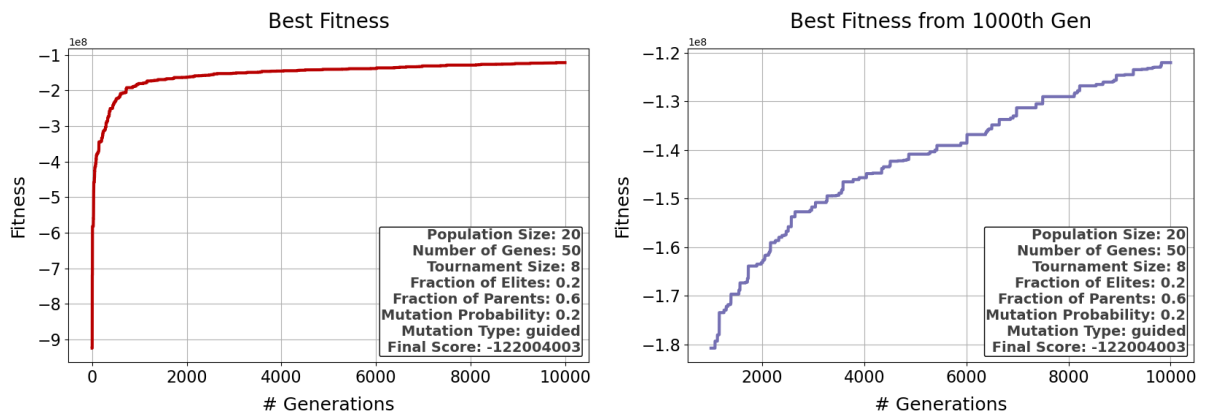 Best Fitness
1e8
−1
−2
−3
−4
−5
−6
−7
−8
−9
Fitness
Population Size: 20
Number of Genes: 50
Tournament Size: 8
Fraction of Elites: 0.2
Fraction of Parents: 0.6
Mutation Probability: 0.2
Mutation Type: guided
Final Score: -122004003
0 2000 4000 6000 8000 10000
# Generations
Best Fitness from 1000th Gen
1e8
−1.2
−1.3
−1.4
−1.5
−1.6
−1.7
−1.8
Fitness
Population Size: 20
Number of Genes: 50
Tournament Size: 8
Fraction of Elites: 0.2
Fraction of Parents: 0.6
Mutation Probability: 0.2
Mutation Type: guided
Final Score: -122004003
2000 4000 6000 8000 10000
# Generations